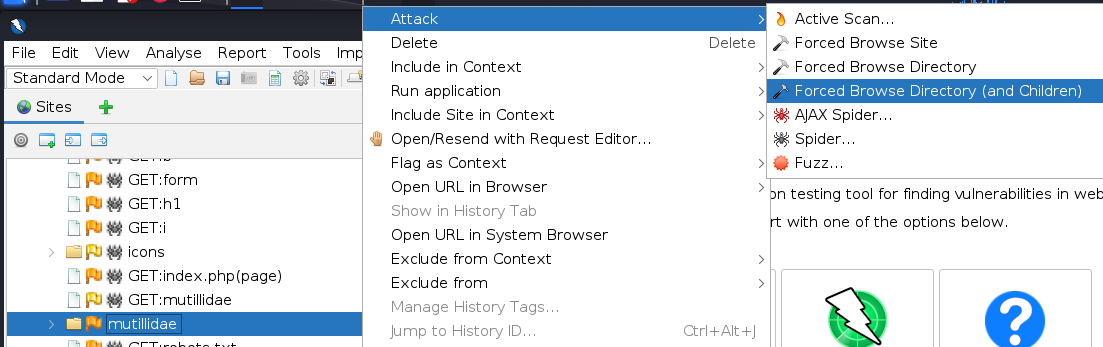 File Edit View Analyse Report Tools Imp
Standard Mode
Sites
GET:form
GET:h1
GET:i
icons
GET:index.php(page)
GET:mutillidae
mutillidae
Attack
Delete Delete
Include in Context
Run application
Include Site in Context
Open/Resend with Request Editor...
Flag as Context
Open URL in Browser
Show in History Tab
Open URL in System Browser
Exclude from Context
Exclude from
Manage History Tags...
Jump to History ID... Ctrl+Alt+J
Active Scan...
Forced Browse Site
Forced Browse Directory
Forced Browse Directory (and Children)
AJAX Spider...
Spider...
Fuzz...
on testing tool for finding vulnerabilities in web
rt with one of the options below.